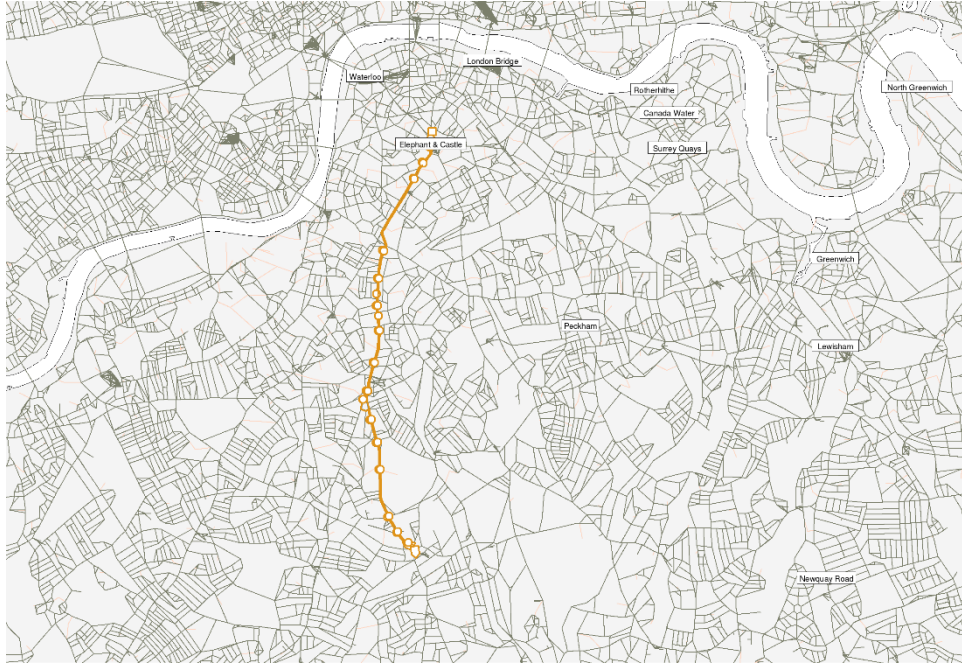 London Bridge
Waterloo
North Greenwich
Rotherhithe
Canada Water
Elephant & Castle
Surrey Quays
Greenwich
Peckham
Lewisham
Newquay Road